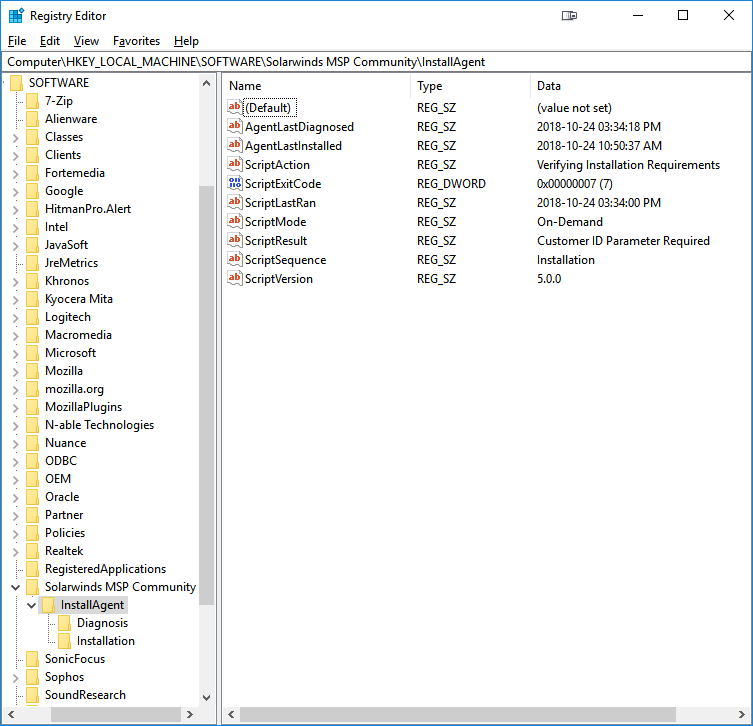 Registry Editor
File Edit View Favorites Help
Computer\HKEY_LOCAL_MACHINE\SOFTWARE\Solarwinds MSP Community\InstallAgent
SOFTWARE
7-Zip
Alienware
Classes
Clients
Fortemedia
Google
HitmanPro.Alert
Intel
JavaSoft
JreMetrics
Khronos
Kyocera Mita
Logitech
Macromedia
Microsoft
Mozilla
mozilla.org
MozillaPlugins
N-able Technologies
Nuance
ODBC
OEM
Oracle
Partner
Policies
Realtek
RegisteredApplications
Solarwinds MSP Community
InstallAgent
Diagnosis
Installation
SonicFocus
Sophos
SoundResearch
Name Type Data
(Default) REG_SZ (value not set)
AgentLastDiagnosed REG_SZ 2018-10-24 03:34:18 PM
AgentLastInstalled REG_SZ 2018-10-24 10:50:37 AM
ScriptAction REG_SZ Verifying Installation Requirements
ScriptExitCode REG_DWORD 0x00000007 (7)
ScriptLastRan REG_SZ 2018-10-24 03:34:00 PM
ScriptMode REG_SZ On-Demand
ScriptResult REG_SZ Customer ID Parameter Required
ScriptSequence REG_SZ Installation
ScriptVersion REG_SZ 5.0.0